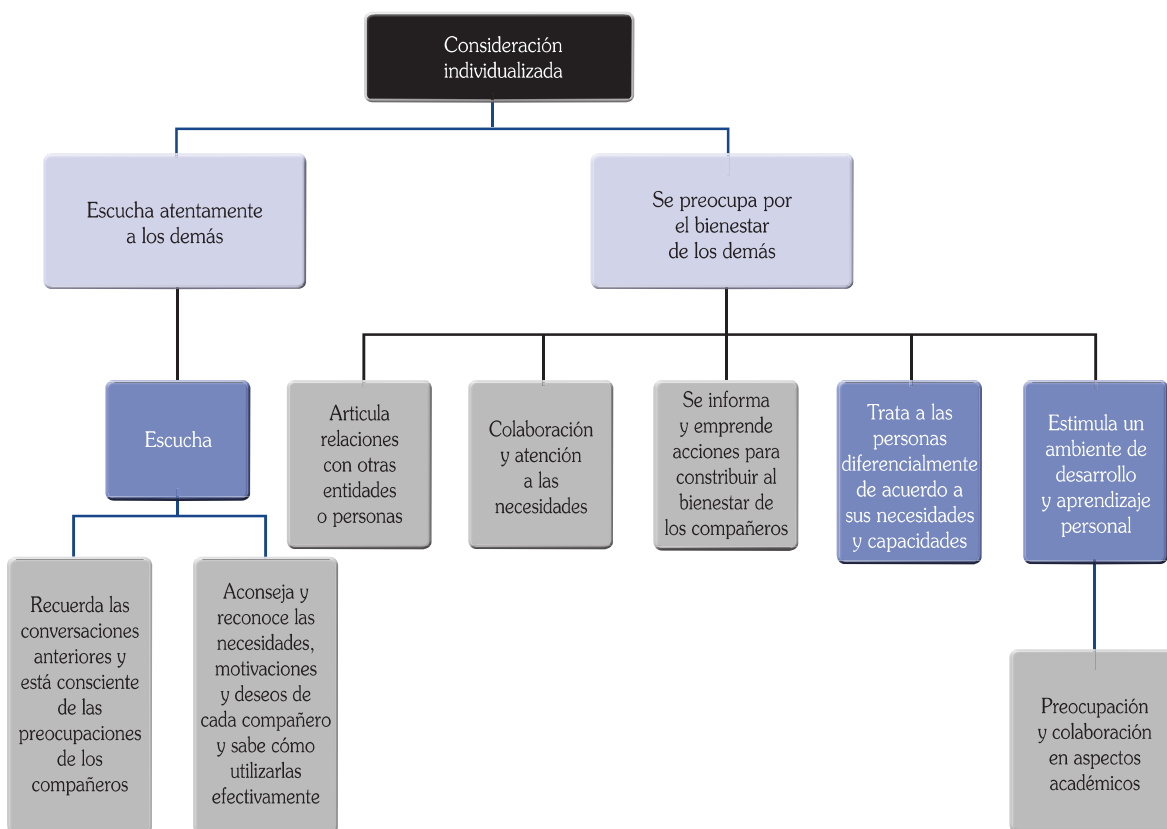 Consideración
individualizada
Escucha atentamente
a los demás
Se preocupa por
el bienestar
de los demás
Escucha
Articula
relaciones
con otras
entidades
o personas
Colaboración
y atención
a las
necesidades
Se informa
y emprende
acciones para
constribuir al
bienestar de
los compañeros
Trata a las
personas
diferencialmente
de acuerdo a
sus necesidades
y capacidades
Estimula un
ambiente de
desarrollo
y aprendizaje
personal
Recuerda las
conversaciones
anteriores y
está consciente
de las
preocupaciones
de los
compañeros
Aconseja y
reconoce las
necesidades,
motivaciones
y deseos de
cada compañero
y sabe cómo
utilizarlas
efectivamente
Preocupación
y colaboración
en aspectos
académicos